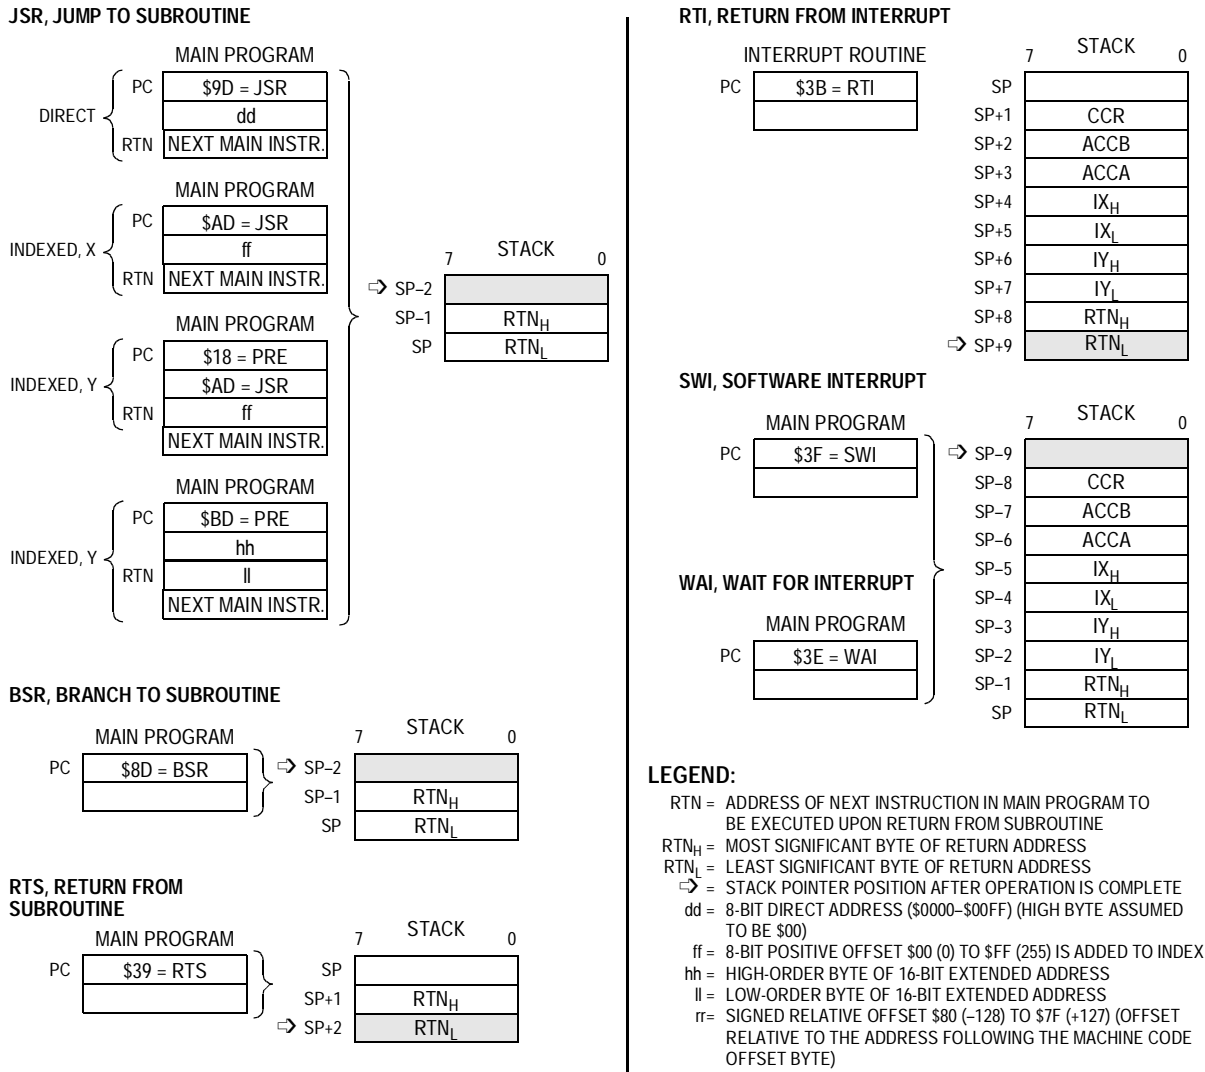 JSR, JUMP TO SUBROUTINE
MAIN PROGRAM
DIRECT
PC $9D = JSR
dd
RTN NEXT MAIN INSTR.
MAIN PROGRAM
INDEXED, X
PC $AD = JSR
ff
RTN NEXT MAIN INSTR.
MAIN PROGRAM
INDEXED, Y
PC $18 = PRE
$AD = JSR
RTN ff
NEXT MAIN INSTR.
MAIN PROGRAM
INDEXED, Y
PC $BD = PRE
hh
RTN ll
NEXT MAIN INSTR.
7 STACK 0
➩ SP–2
SP–1 RTNH
SP RTNL
BSR, BRANCH TO SUBROUTINE
MAIN PROGRAM
PC $8D = BSR
7 STACK 0
➩ SP–2
SP–1 RTNH
SP RTNL
RTS, RETURN FROM
SUBROUTINE
MAIN PROGRAM
PC $39 = RTS
7 STACK 0
SP
SP+1 RTNH
➩ SP+2 RTNL
RTI, RETURN FROM INTERRUPT
INTERRUPT ROUTINE
PC $3B = RTI
7 STACK 0
SP
SP+1 CCR
SP+2 ACCB
SP+3 ACCA
SP+4 IXH
SP+5 IXL
SP+6 IYH
SP+7 IYL
SP+8 RTNH
➩ SP+9 RTNL
SWI, SOFTWARE INTERRUPT
MAIN PROGRAM
PC $3F = SWI
WAI, WAIT FOR INTERRUPT
MAIN PROGRAM
PC $3E = WAI
7 STACK 0
➩ SP–9
SP–8 CCR
SP–7 ACCB
SP–6 ACCA
SP–5 IXH
SP–4 IXL
SP–3 IYH
SP–2 IYL
SP–1 RTNH
SP RTNL
LEGEND:
RTN = ADDRESS OF NEXT INSTRUCTION IN MAIN PROGRAM TO
BE EXECUTED UPON RETURN FROM SUBROUTINE
RTNH = MOST SIGNIFICANT BYTE OF RETURN ADDRESS
RTNL = LEAST SIGNIFICANT BYTE OF RETURN ADDRESS
➩ = STACK POINTER POSITION AFTER OPERATION IS COMPLETE
dd = 8-BIT DIRECT ADDRESS ($0000–$00FF) (HIGH BYTE ASSUMED
TO BE $00)
ff = 8-BIT POSITIVE OFFSET $00 (0) TO $FF (255) IS ADDED TO INDEX
hh = HIGH-ORDER BYTE OF 16-BIT EXTENDED ADDRESS
ll = LOW-ORDER BYTE OF 16-BIT EXTENDED ADDRESS
rr= SIGNED RELATIVE OFFSET $80 (–128) TO $7F (+127) (OFFSET
RELATIVE TO THE ADDRESS FOLLOWING THE MACHINE CODE
OFFSET BYTE)